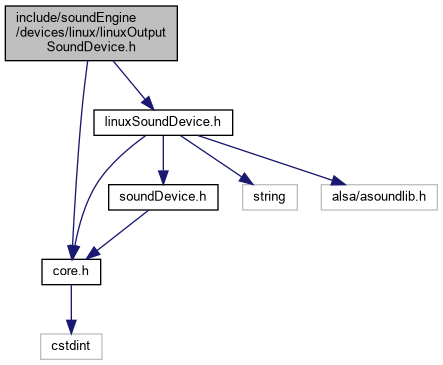 include/soundEngine
/devices/linux/linuxOutput
SoundDevice.h
linuxSoundDevice.h
soundDevice.h
string
alsa/asoundlib.h
core.h
cstdint